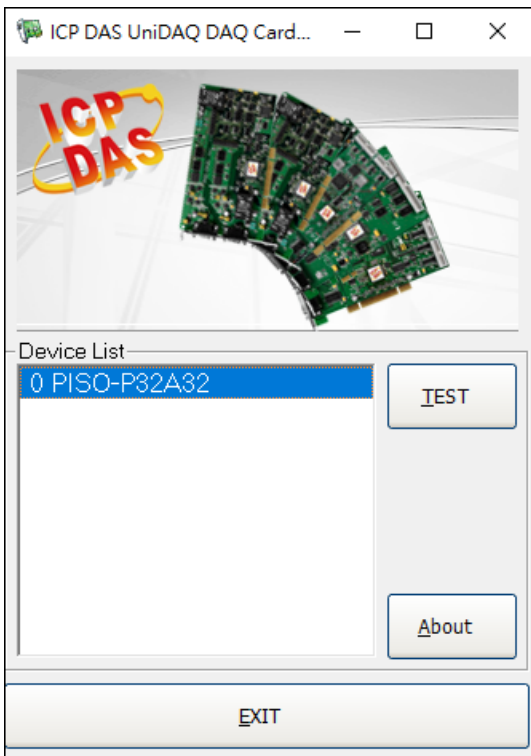 ICP DAS UniDAQ DAQ Card...
ICP
DAS
Device List
0 PISO-P32A32
TEST
About
EXIT